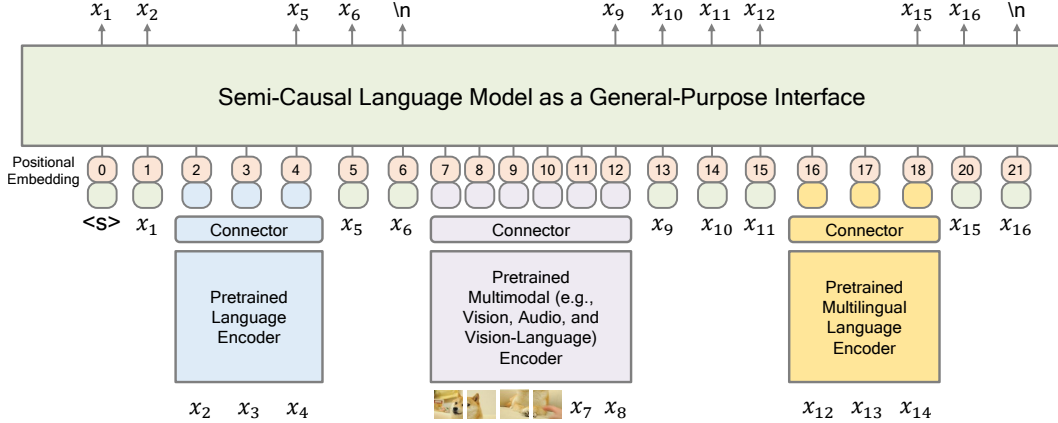 x₁ x₂ x₅ x₆ \n x₉ x₁₀ x₁₁ x₁₂ x₁₅ x₁₆ \n
Semi-Causal Language Model as a General-Purpose Interface
Positional
Embedding
0 1 2 3 4 5 6 7 8 9 10 11 12 13 14 15 16 17 18 20 21
<s> x₁ Connector x₅ x₆ Connector x₉ x₁₀ x₁₁ Connector x₁₅ x₁₆
Pretrained
Language
Encoder
Pretrained
Multimodal (e.g.,
Vision, Audio, and
Vision-Language)
Encoder
Pretrained
Multilingual
Language
Encoder
x₂ x₃ x₄ x₇ x₈ x₁₂ x₁₃ x₁₄